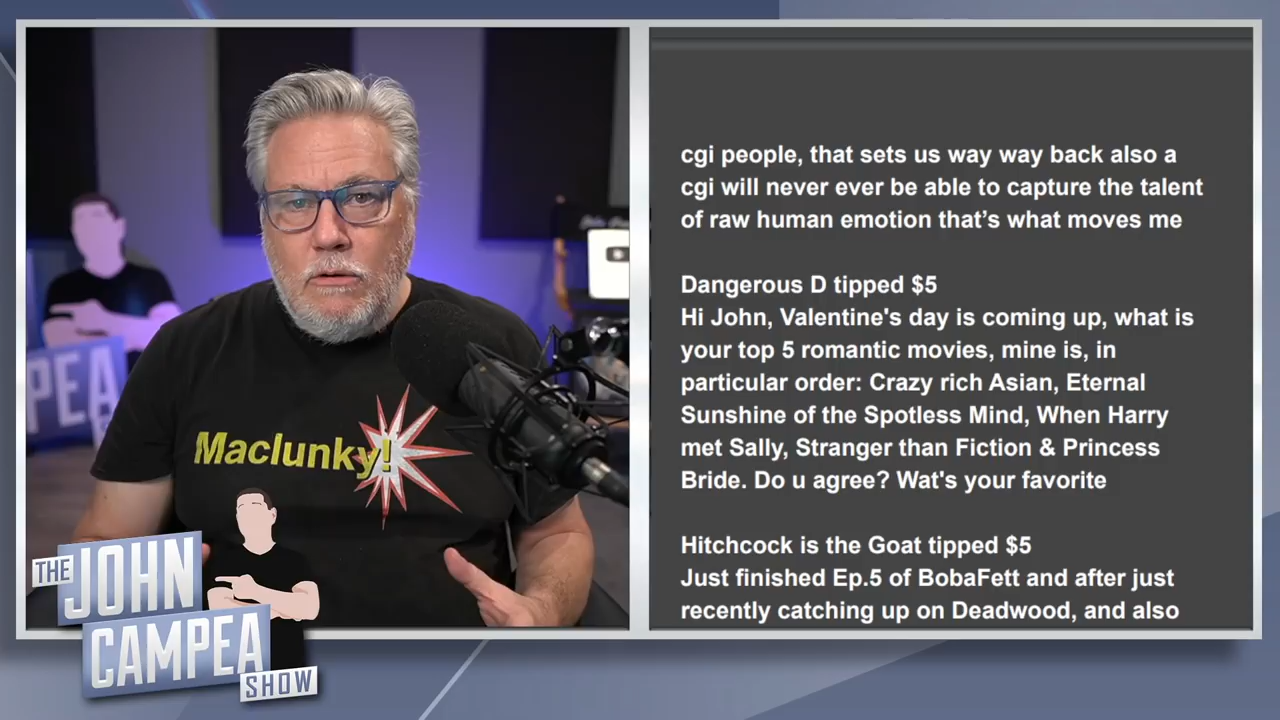 cgi people, that sets us way way back also a
cgi will never ever be able to capture the talent
of raw human emotion that’s what moves me
Dangerous D tipped $5
Hi John, Valentine's day is coming up, what is
your top 5 romantic movies, mine is, in
particular order: Crazy rich Asian, Eternal
Sunshine of the Spotless Mind, When Harry
met Sally, Stranger than Fiction & Princess
Bride. Do u agree? Wat's your favorite
Hitchcock is the Goat tipped $5
Just finished Ep.5 of BobaFett and after just
recently catching up on Deadwood, and also
Maclunky!
PEA
THE
JOHN
CAMPEA
SHOW